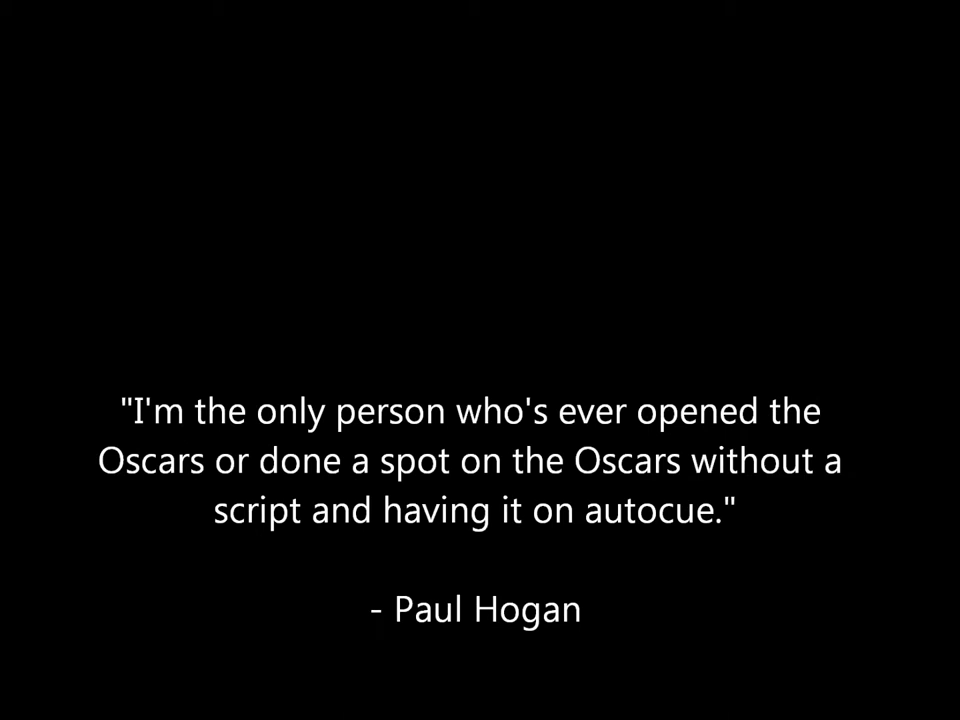 "I'm the only person who's ever opened the
Oscars or done a spot on the Oscars without a
script and having it on autocue."
- Paul Hogan